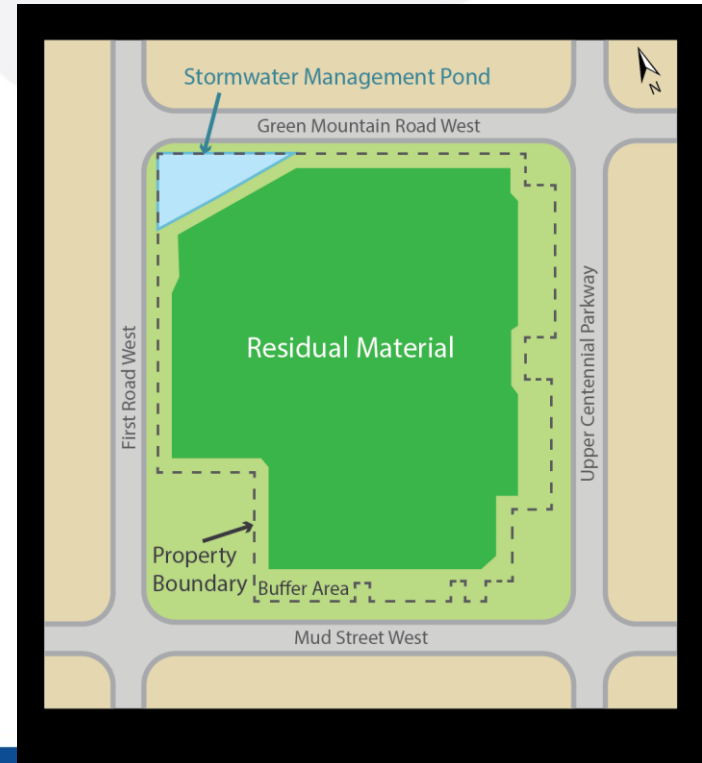 Stormwater Management Pond
N
Green Mountain Road West
Residual Material
First Road West
Upper Centennial Parkway
Property
Boundary
Buffer Area
Mud Street West